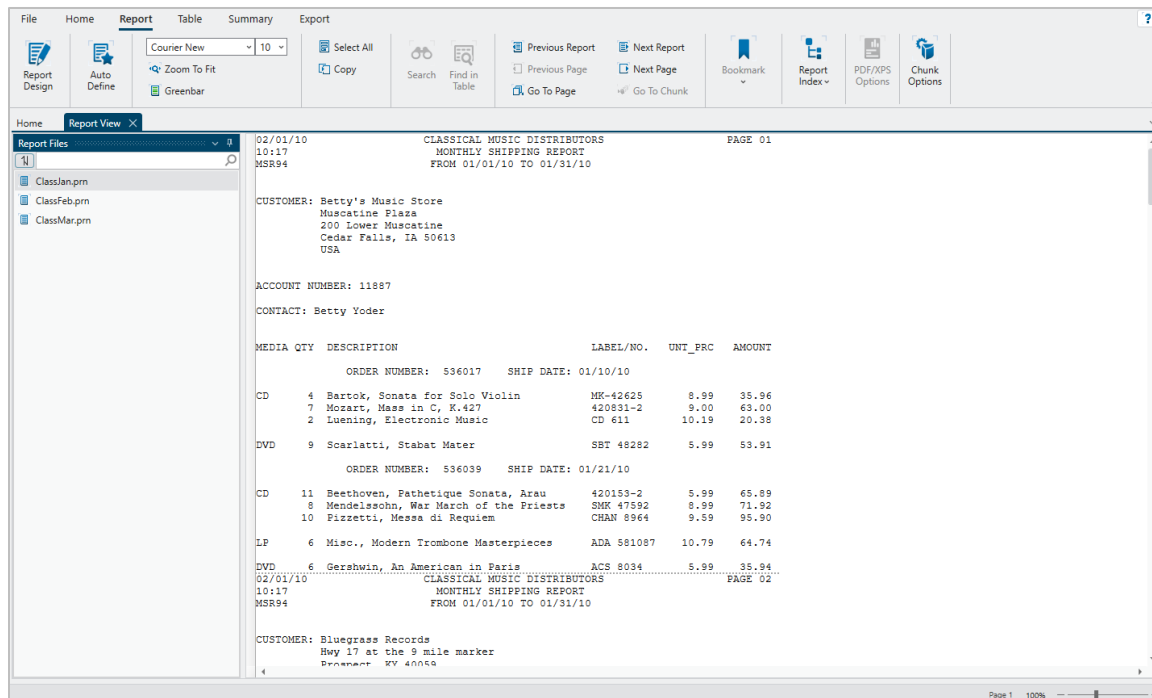 File Home Report Table Summary Export ?
Report Design
Auto Define
Courier New 10
Zoom To Fit
Greenbar
Select All
Copy
Search
Find in Table
Previous Report Next Report
Previous Page Next Page
Go To Page Go To Chunk
Bookmark
Report Index
PDF/XPS Options
Chunk Options
Home Report View
Report Files
ClassJan.prn
ClassFeb.prn
ClassMar.prn
02/01/10 CLASSICAL MUSIC DISTRIBUTORS PAGE 01
10:17 MONTHLY SHIPPING REPORT
MSR94 FROM 01/01/10 TO 01/31/10
CUSTOMER: Betty's Music Store
Muscatine Plaza
200 Lower Muscatine
Cedar Falls, IA 50613
USA
ACCOUNT NUMBER: 11887
CONTACT: Betty Yoder
MEDIA QTY DESCRIPTION LABEL/NO. UNT_PRC AMOUNT
ORDER NUMBER: 536017 SHIP DATE: 01/10/10
CD 4 Bartok, Sonata for Solo Violin MK-42625 8.99 35.96
7 Mozart, Mass in C, K.427 420831-2 9.00 63.00
2 Luening, Electronic Music CD 611 10.19 20.38
DVD 9 Scarlatti, Stabat Mater SBT 48282 5.99 53.91
ORDER NUMBER: 536039 SHIP DATE: 01/21/10
CD 11 Beethoven, Pathetique Sonata, Arau 420153-2 5.99 65.89
8 Mendelssohn, War March of the Priests SMK 47592 8.99 71.92
10 Pizzetti, Messa di Requiem CHAN 8964 9.59 95.90
LP 6 Misc., Modern Trombone Masterpieces ADA 581087 10.79 64.74
DVD 6 Gershwin, An American in Paris ACS 8034 5.99 35.94
02/01/10 CLASSICAL MUSIC DISTRIBUTORS PAGE 02
10:17 MONTHLY SHIPPING REPORT
MSR94 FROM 01/01/10 TO 01/31/10
CUSTOMER: Bluegrass Records
Hwy 17 at the 9 mile marker
Prospect, KY 40059
Page 1 100%